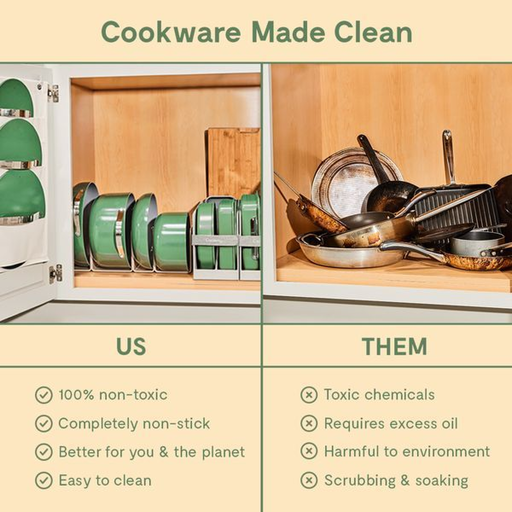 Cookware Made Clean
US
100% non-toxic
Completely non-stick
Better for you & the planet
Easy to clean
THEM
Toxic chemicals
Requires excess oil
Harmful to environment
Scrubbing & soaking